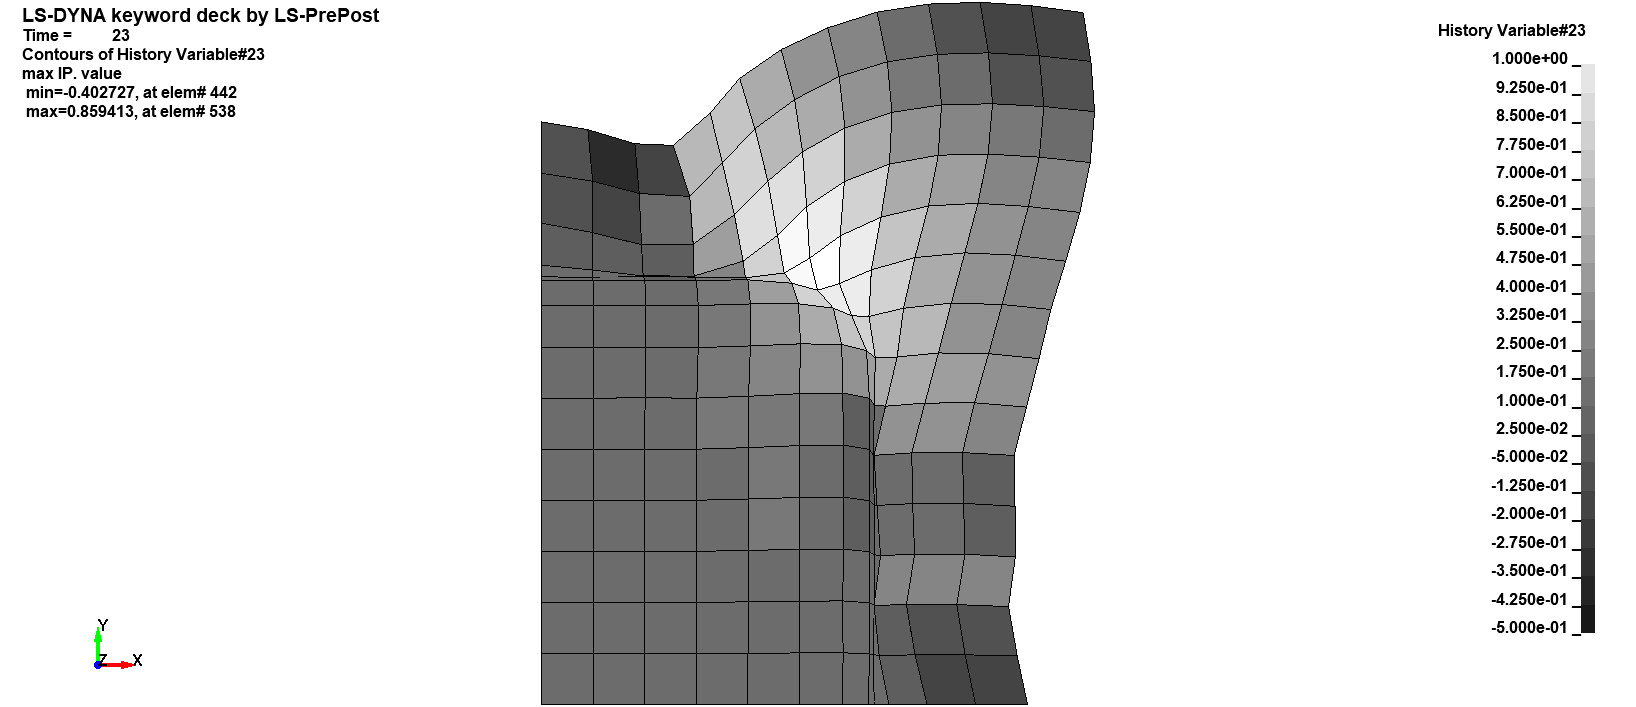 LS-DYNA keyword deck by LS-PrePost
Time = 23
Contours of History Variable#23
max IP. value
min=-0.402727, at elem# 442
max=0.859413, at elem# 538
History Variable#23
1.000e+00
9.250e-01
8.500e-01
7.750e-01
7.000e-01
6.250e-01
5.500e-01
4.750e-01
4.000e-01
3.250e-01
2.500e-01
1.750e-01
1.000e-01
2.500e-02
-5.000e-02
-1.250e-01
-2.000e-01
-2.750e-01
-3.500e-01
-4.250e-01
-5.000e-01
Y
Z X